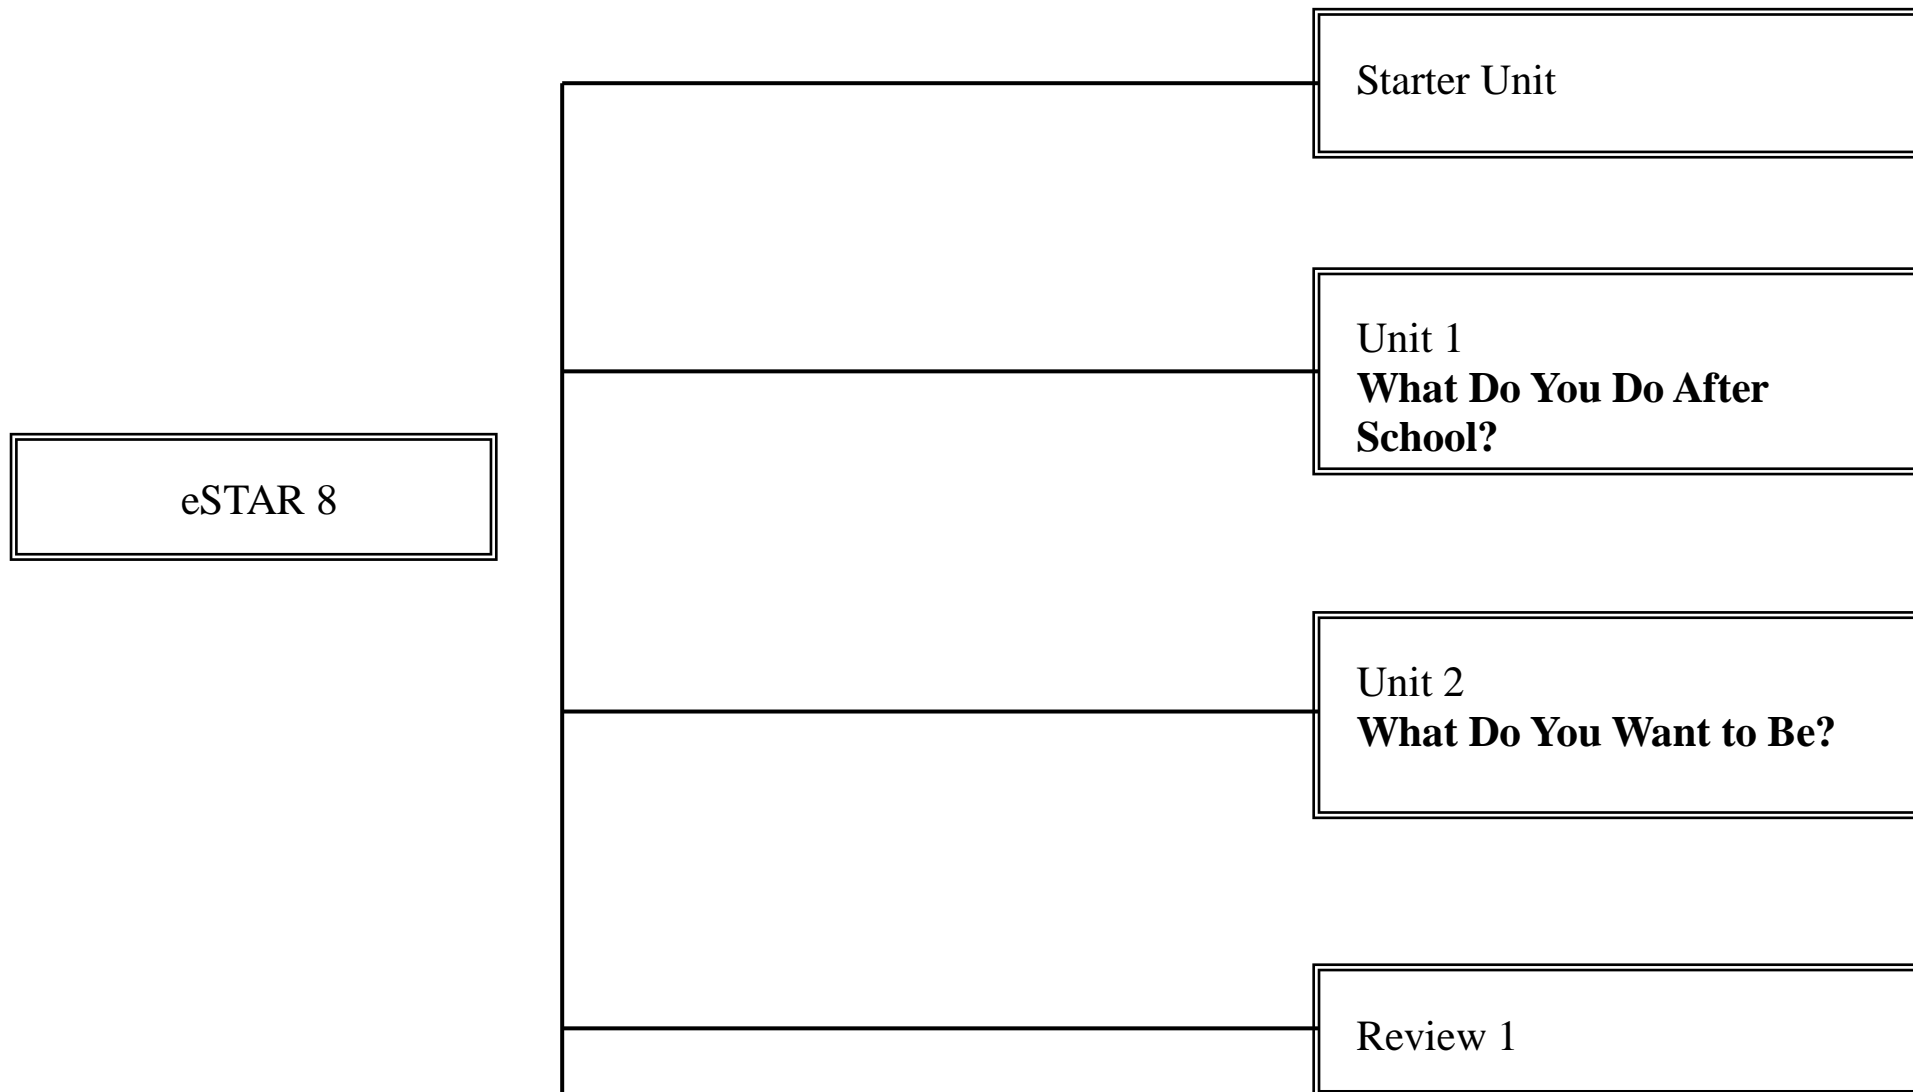 eSTAR 8
Starter Unit
Unit 1
What Do You Do After
School?
Unit 2
What Do You Want to Be?
Review 1